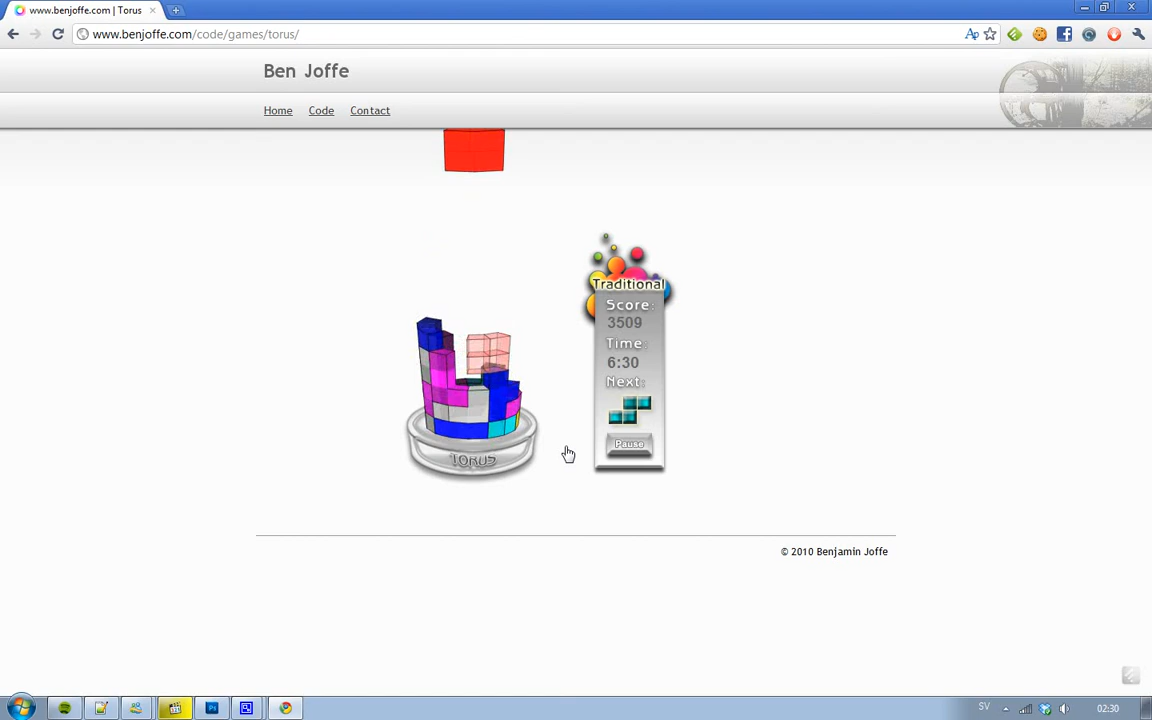 www.benjoffe.com | Torus
www.benjoffe.com/code/games/torus/
Ben Joffe
Home Code Contact
Traditional
Score:
3509
Time:
6:30
Next:
Pause
TORUS
© 2010 Benjamin Joffe
SV
02:30